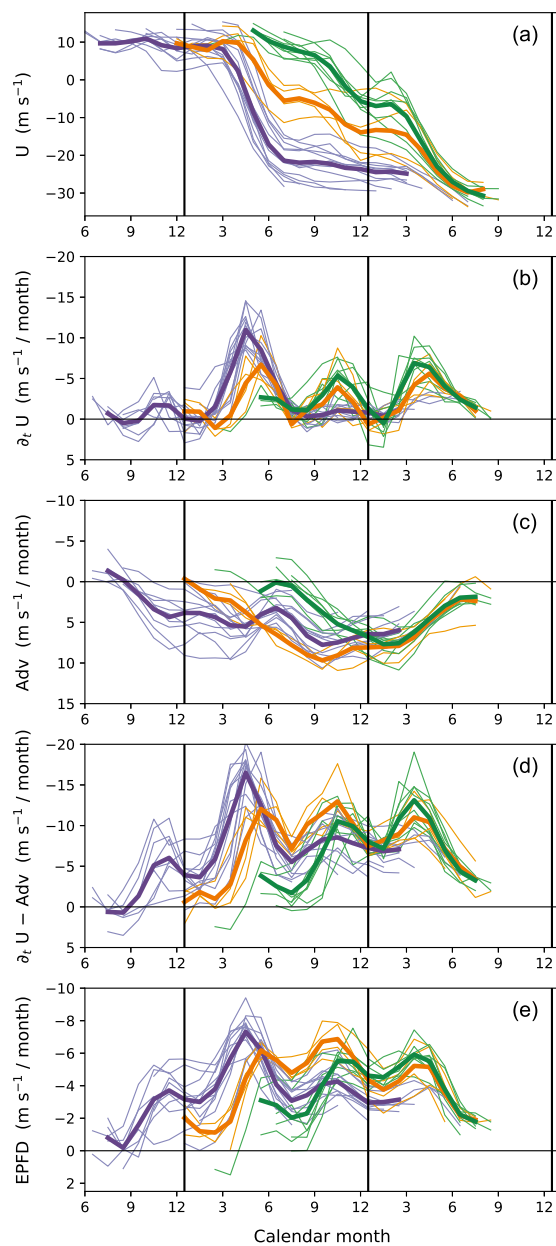 (a)
U (m s⁻¹)
10
0
−10
−20
−30
6 9 12 3 6 9 12 3 6 9 12
(b)
∂ₜ U (m s⁻¹ / month)
−20
−15
−10
−5
0
5
6 9 12 3 6 9 12 3 6 9 12
(c)
Adv (m s⁻¹ / month)
−10
−5
0
5
10
15
6 9 12 3 6 9 12 3 6 9 12
(d)
∂ₜ U − Adv (m s⁻¹ / month)
−20
−15
−10
−5
0
5
6 9 12 3 6 9 12 3 6 9 12
(e)
EPFD (m s⁻¹ / month)
−10
−8
−6
−4
−2
0
2
6 9 12 3 6 9 12 3 6 9 12
Calendar month